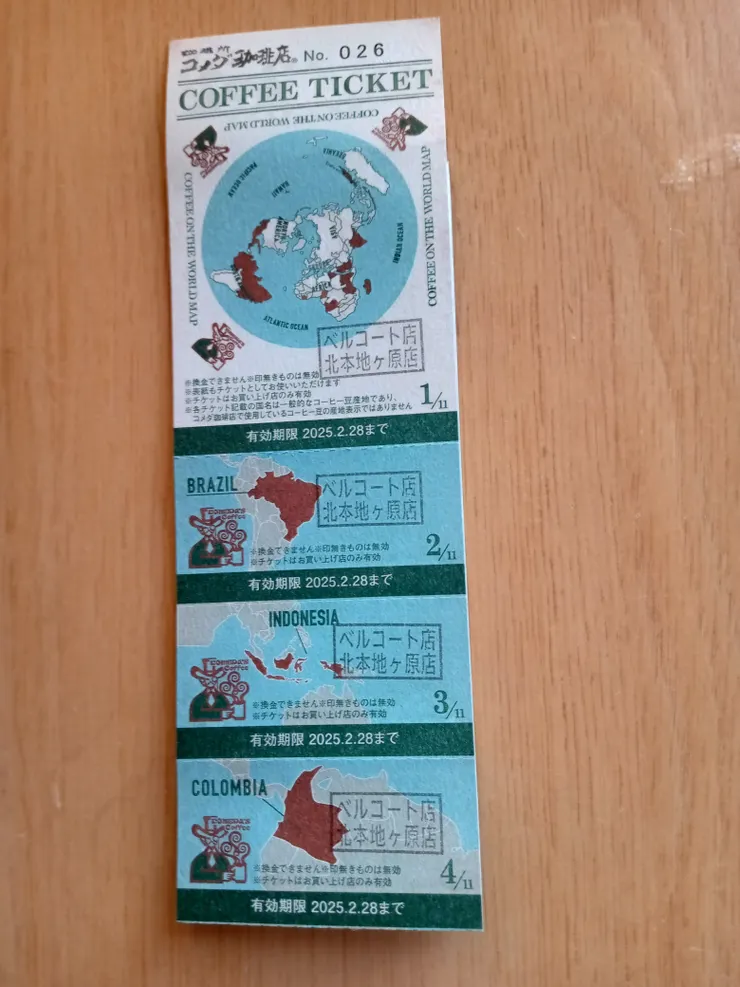 珈琲所
コメダ珈琲店® No. 026
COFFEE TICKET
COFFEE ON THE WORLD MAP
COFFEE ON THE WORLD MAP
COFFEE ON THE WORLD MAP
OCEANIA
PACIFIC OCEAN
HAWAII
NORTH AMERICA
ASIA
INDIAN OCEAN
AFRICA
ATLANTIC OCEAN
ベルコート店
北本地ヶ原店
※換金できません※印無きものは無効
※表紙もチケットとしてお使いいただけます
※チケットはお買い上げ店のみ有効
※各チケット記載の国名は一般的なコーヒー豆産地であり、
コメダ珈琲店で使用しているコーヒー豆の産地表示ではありません
1/11
有効期限 2025.2.28まで
BRAZIL
ベルコート店
北本地ヶ原店
KOMEDA'S
Coffee
※換金できません※印無きものは無効
※チケットはお買い上げ店のみ有効
2/11
有効期限 2025.2.28まで
INDONESIA
ベルコート店
北本地ヶ原店
KOMEDA'S
Coffee
※換金できません※印無きものは無効
※チケットはお買い上げ店のみ有効
3/11
有効期限 2025.2.28まで
COLOMBIA
ベルコート店
北本地ヶ原店
KOMEDA'S
Coffee
※換金できません※印無きものは無効
※チケットはお買い上げ店のみ有効
4/11
有効期限 2025.2.28まで